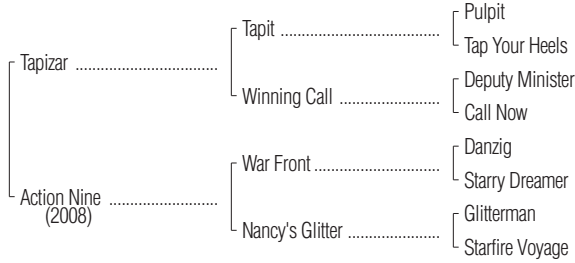 Pulpit
Tapit
Tap Your Heels
Tapizar
Deputy Minister
Winning Call
Call Now
Danzig
War Front
Starry Dreamer
Action Nine
(2008)
Glitterman
Nancy's Glitter
Starfire Voyage